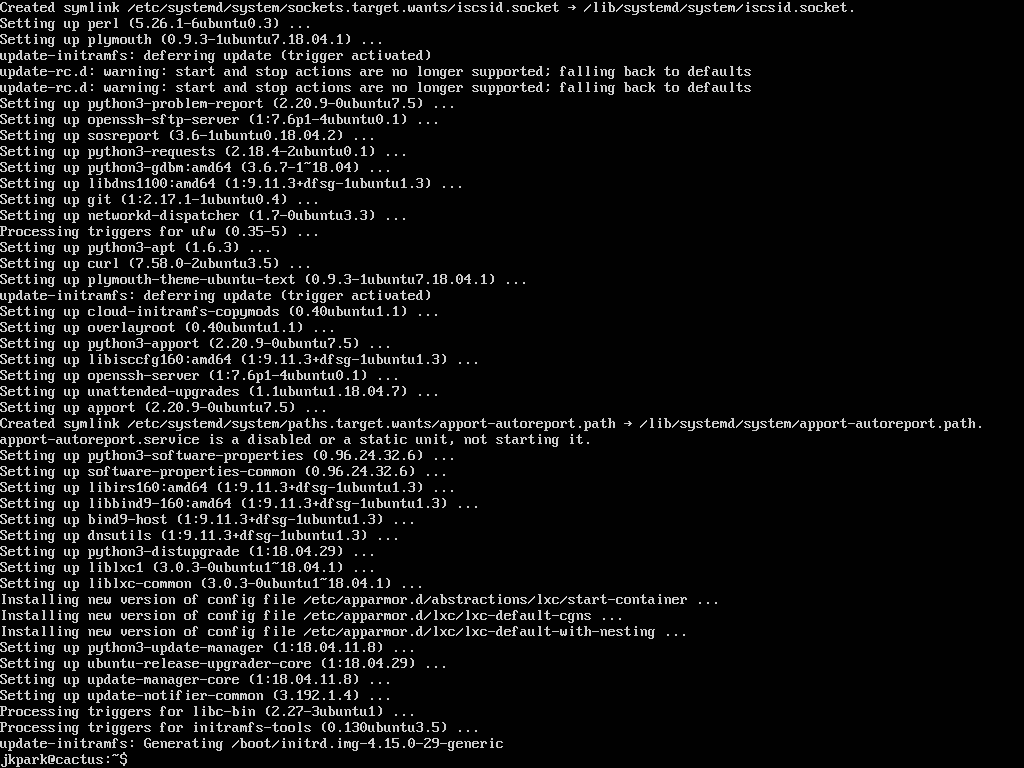 Created symlink /etc/systemd/system/sockets.target.wants/iscsid.socket → /lib/systemd/system/iscsid.socket.
Setting up perl (5.26.1-6ubuntu0.3) ...
Setting up plymouth (0.9.3-1ubuntu7.18.04.1) ...
update-initramfs: deferring update (trigger activated)
update-rc.d: warning: start and stop actions are no longer supported; falling back to defaults
update-rc.d: warning: start and stop actions are no longer supported; falling back to defaults
Setting up python3-problem-report (2.20.9-0ubuntu7.5) ...
Setting up openssh-sftp-server (1:7.6p1-4ubuntu0.1) ...
Setting up sosreport (3.6-1ubuntu0.18.04.2) ...
Setting up python3-requests (2.18.4-2ubuntu0.1) ...
Setting up python3-gdbm:amd64 (3.6.7-1~18.04) ...
Setting up libdns1100:amd64 (1:9.11.3+dfsg-1ubuntu1.3) ...
Setting up git (1:2.17.1-1ubuntu0.4) ...
Setting up networkd-dispatcher (1.7-0ubuntu3.3) ...
Processing triggers for ufw (0.35-5) ...
Setting up python3-apt (1.6.3) ...
Setting up curl (7.58.0-2ubuntu3.5) ...
Setting up plymouth-theme-ubuntu-text (0.9.3-1ubuntu7.18.04.1) ...
update-initramfs: deferring update (trigger activated)
Setting up cloud-initramfs-copymods (0.40ubuntu1.1) ...
Setting up overlayroot (0.40ubuntu1.1) ...
Setting up python3-apport (2.20.9-0ubuntu7.5) ...
Setting up libisccfg160:amd64 (1:9.11.3+dfsg-1ubuntu1.3) ...
Setting up openssh-server (1:7.6p1-4ubuntu0.1) ...
Setting up unattended-upgrades (1.1ubuntu1.18.04.7) ...
Setting up apport (2.20.9-0ubuntu7.5) ...
Created symlink /etc/systemd/system/paths.target.wants/apport-autoreport.path → /lib/systemd/system/apport-autoreport.path.
apport-autoreport.service is a disabled or a static unit, not starting it.
Setting up python3-software-properties (0.96.24.32.6) ...
Setting up software-properties-common (0.96.24.32.6) ...
Setting up libirs160:amd64 (1:9.11.3+dfsg-1ubuntu1.3) ...
Setting up libbind9-160:amd64 (1:9.11.3+dfsg-1ubuntu1.3) ...
Setting up bind9-host (1:9.11.3+dfsg-1ubuntu1.3) ...
Setting up dnsutils (1:9.11.3+dfsg-1ubuntu1.3) ...
Setting up python3-distupgrade (1:18.04.29) ...
Setting up liblxc1 (3.0.3-0ubuntu1~18.04.1) ...
Setting up liblxc-common (3.0.3-0ubuntu1~18.04.1) ...
Installing new version of config file /etc/apparmor.d/abstractions/lxc/start-container ...
Installing new version of config file /etc/apparmor.d/lxc/lxc-default-cgns ...
Installing new version of config file /etc/apparmor.d/lxc/lxc-default-with-nesting ...
Setting up python3-update-manager (1:18.04.11.8) ...
Setting up ubuntu-release-upgrader-core (1:18.04.29) ...
Setting up update-manager-core (1:18.04.11.8) ...
Setting up update-notifier-common (3.192.1.4) ...
Processing triggers for libc-bin (2.27-3ubuntu1) ...
Processing triggers for initramfs-tools (0.130ubuntu3.5) ...
update-initramfs: Generating /boot/initrd.img-4.15.0-29-generic
jkpark@cactus:~$